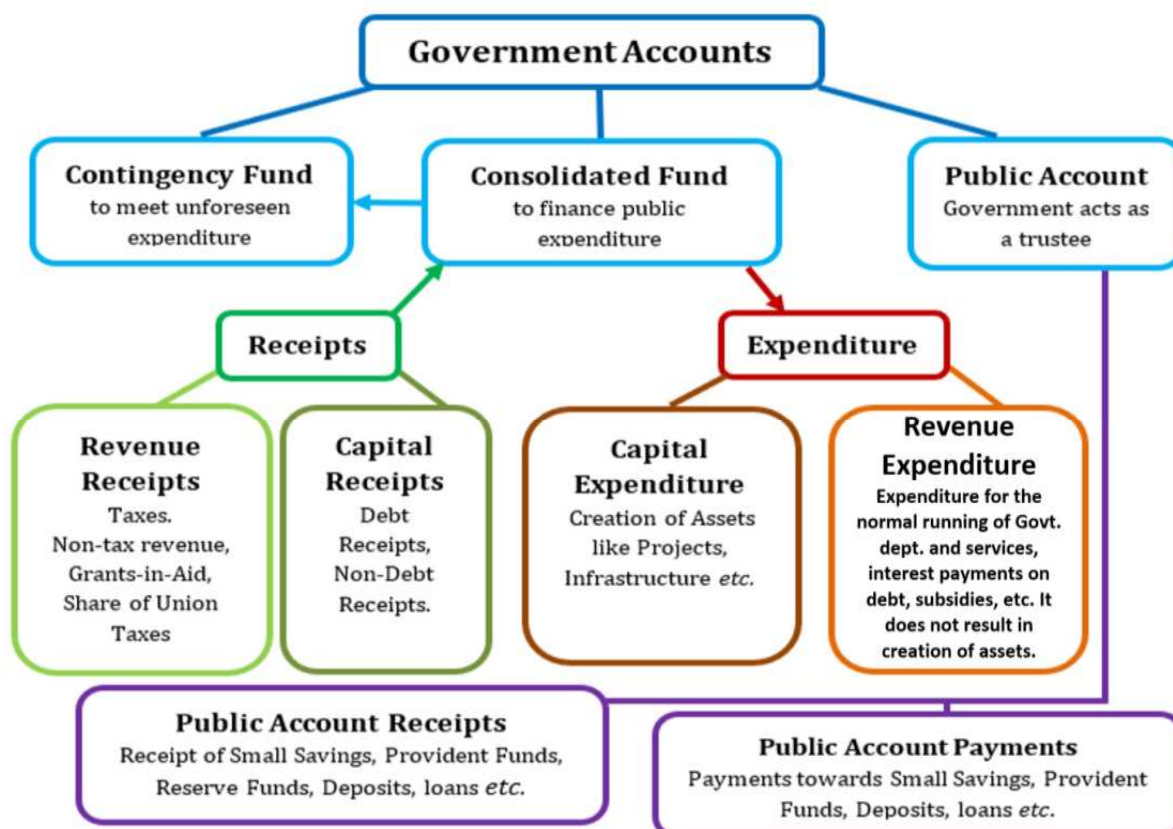 Government Accounts
Contingency Fund
to meet unforeseen
expenditure
Consolidated Fund
to finance public
expenditure
Public Account
Government acts as
a trustee
Receipts
Expenditure
Revenue
Receipts
Taxes.
Non-tax revenue,
Grants-in-Aid,
Share of Union
Taxes
Capital
Receipts
Debt
Receipts,
Non-Debt
Receipts.
Capital
Expenditure
Creation of Assets
like Projects,
Infrastructure etc.
Revenue
Expenditure
Expenditure for the
normal running of Govt.
dept. and services,
interest payments on
debt, subsidies, etc. It
does not result in
creation of assets.
Public Account Receipts
Receipt of Small Savings, Provident Funds,
Reserve Funds, Deposits, loans etc.
Public Account Payments
Payments towards Small Savings, Provident
Funds, Deposits, loans etc.